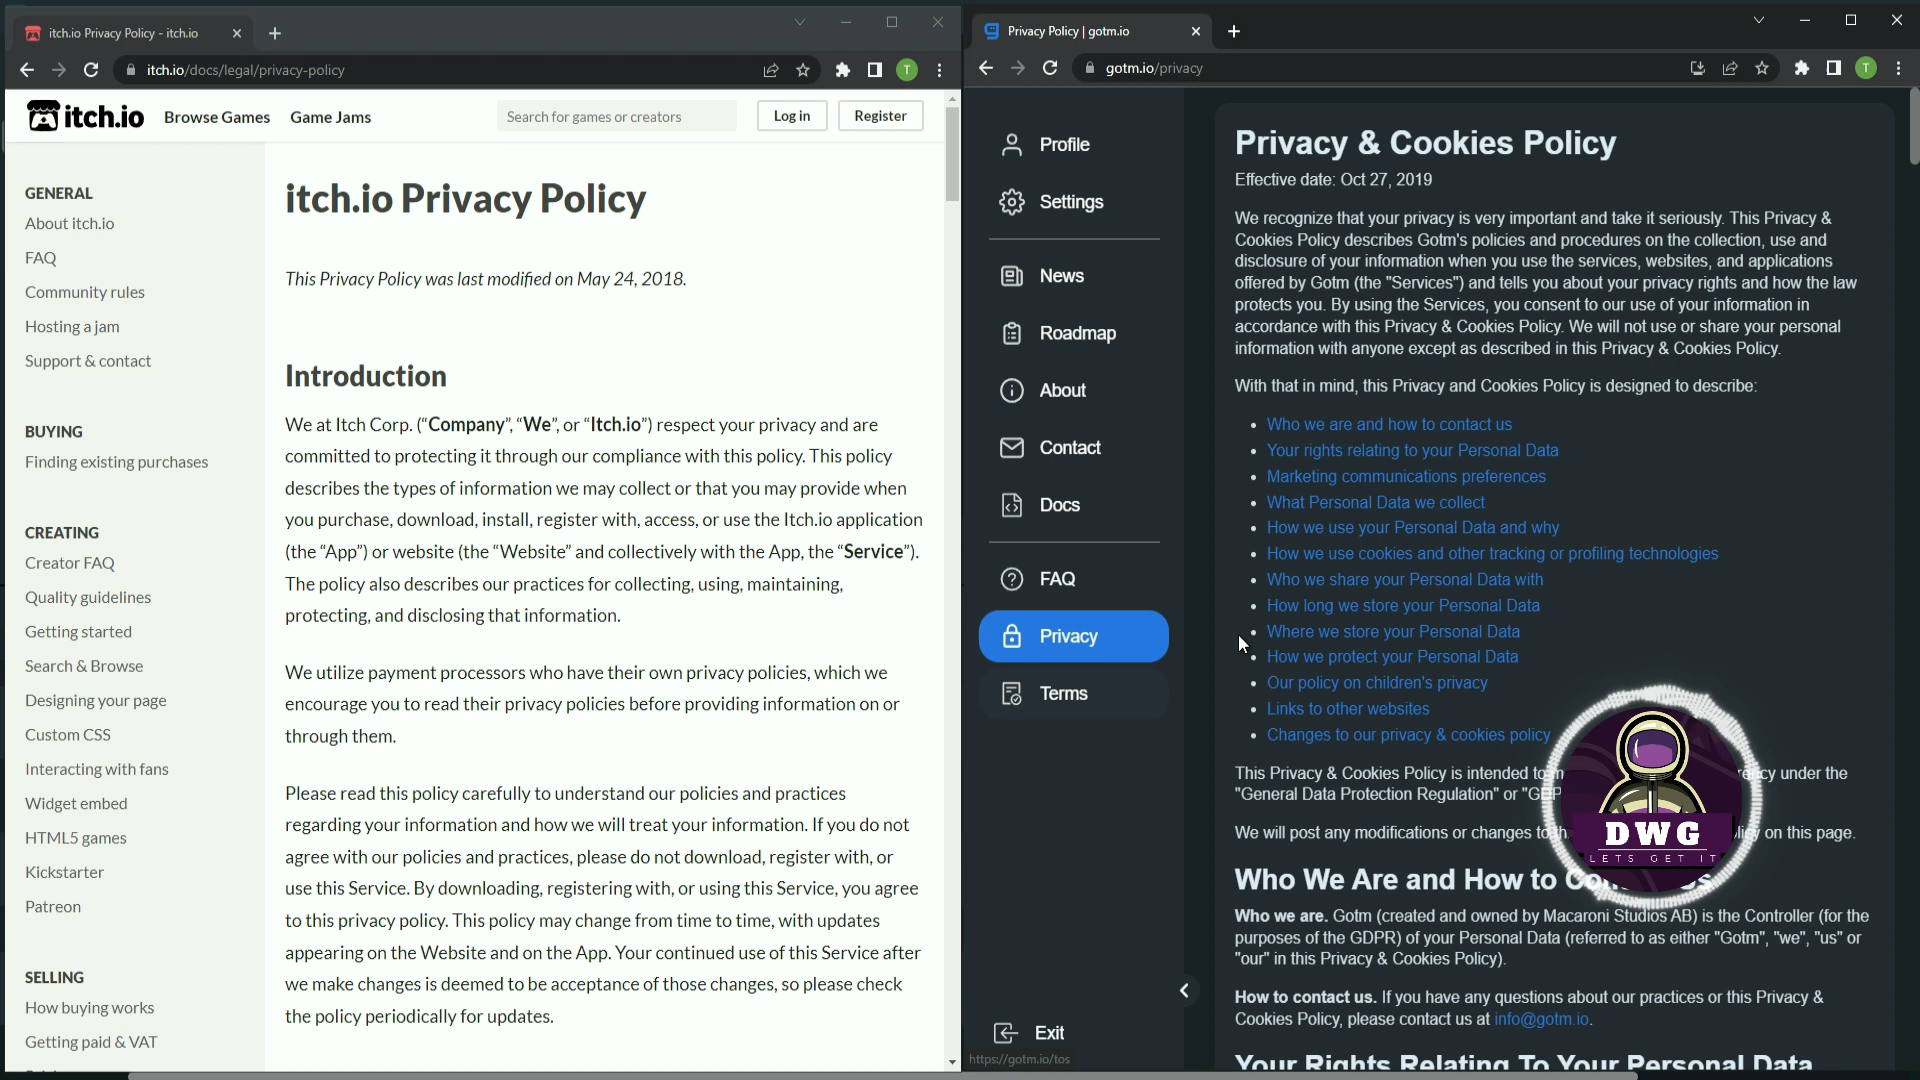 itch.io Privacy Policy - itch.io
itch.io/docs/legal/privacy-policy
T
itch.io
Browse Games
Game Jams
Search for games or creators
Log in
Register
GENERAL
About itch.io
FAQ
Community rules
Hosting a jam
Support & contact
BUYING
Finding existing purchases
CREATING
Creator FAQ
Quality guidelines
Getting started
Search & Browse
Designing your page
Custom CSS
Interacting with fans
Widget embed
HTML5 games
Kickstarter
Patreon
SELLING
How buying works
Getting paid & VAT
itch.io Privacy Policy
This Privacy Policy was last modified on May 24, 2018.
Introduction
We at Itch Corp. (“Company”, “We”, or “Itch.io”) respect your privacy and are
committed to protecting it through our compliance with this policy. This policy
describes the types of information we may collect or that you may provide when
you purchase, download, install, register with, access, or use the Itch.io application
(the “App”) or website (the “Website” and collectively with the App, the “Service”).
The policy also describes our practices for collecting, using, maintaining,
protecting, and disclosing that information.
We utilize payment processors who have their own privacy policies, which we
encourage you to read their privacy policies before providing information on or
through them.
Please read this policy carefully to understand our policies and practices
regarding your information and how we will treat your information. If you do not
agree with our policies and practices, please do not download, register with, or
use this Service. By downloading, registering with, or using this Service, you agree
to this privacy policy. This policy may change from time to time, with updates
appearing on the Website and on the App. Your continued use of this Service after
we make changes is deemed to be acceptance of those changes, so please check
the policy periodically for updates.
Privacy Policy | gotm.io
gotm.io/privacy
T
Profile
Settings
News
Roadmap
About
Contact
Docs
FAQ
Privacy
Terms
Exit
https://gotm.io/tos
Privacy & Cookies Policy
Effective date: Oct 27, 2019
We recognize that your privacy is very important and take it seriously. This Privacy &
Cookies Policy describes Gotm's policies and procedures on the collection, use and
disclosure of your information when you use the services, websites, and applications
offered by Gotm (the "Services") and tells you about your privacy rights and how the law
protects you. By using the Services, you consent to our use of your information in
accordance with this Privacy & Cookies Policy. We will not use or share your personal
information with anyone except as described in this Privacy & Cookies Policy.
With that in mind, this Privacy and Cookies Policy is designed to describe:
Who we are and how to contact us
Your rights relating to your Personal Data
Marketing communications preferences
What Personal Data we collect
How we use your Personal Data and why
How we use cookies and other tracking or profiling technologies
Who we share your Personal Data with
How long we store your Personal Data
Where we store your Personal Data
How we protect your Personal Data
Our policy on children's privacy
Links to other websites
Changes to our privacy & cookies policy
This Privacy & Cookies Policy is intended to under the
"General Data Protection Regulation" or
We will post any modifications or changes to on this page.
DWG
LETS GET IT
Who We Are and How to
Who we are. Gotm (created and owned by Macaroni Studios AB) is the Controller (for the
purposes of the GDPR) of your Personal Data (referred to as either "Gotm", "we", "us" or
"our" in this Privacy & Cookies Policy).
How to contact us. If you have any questions about our practices or this Privacy &
Cookies Policy, please contact us at info@gotm.io.
Your Rights Relating To Your Personal Data